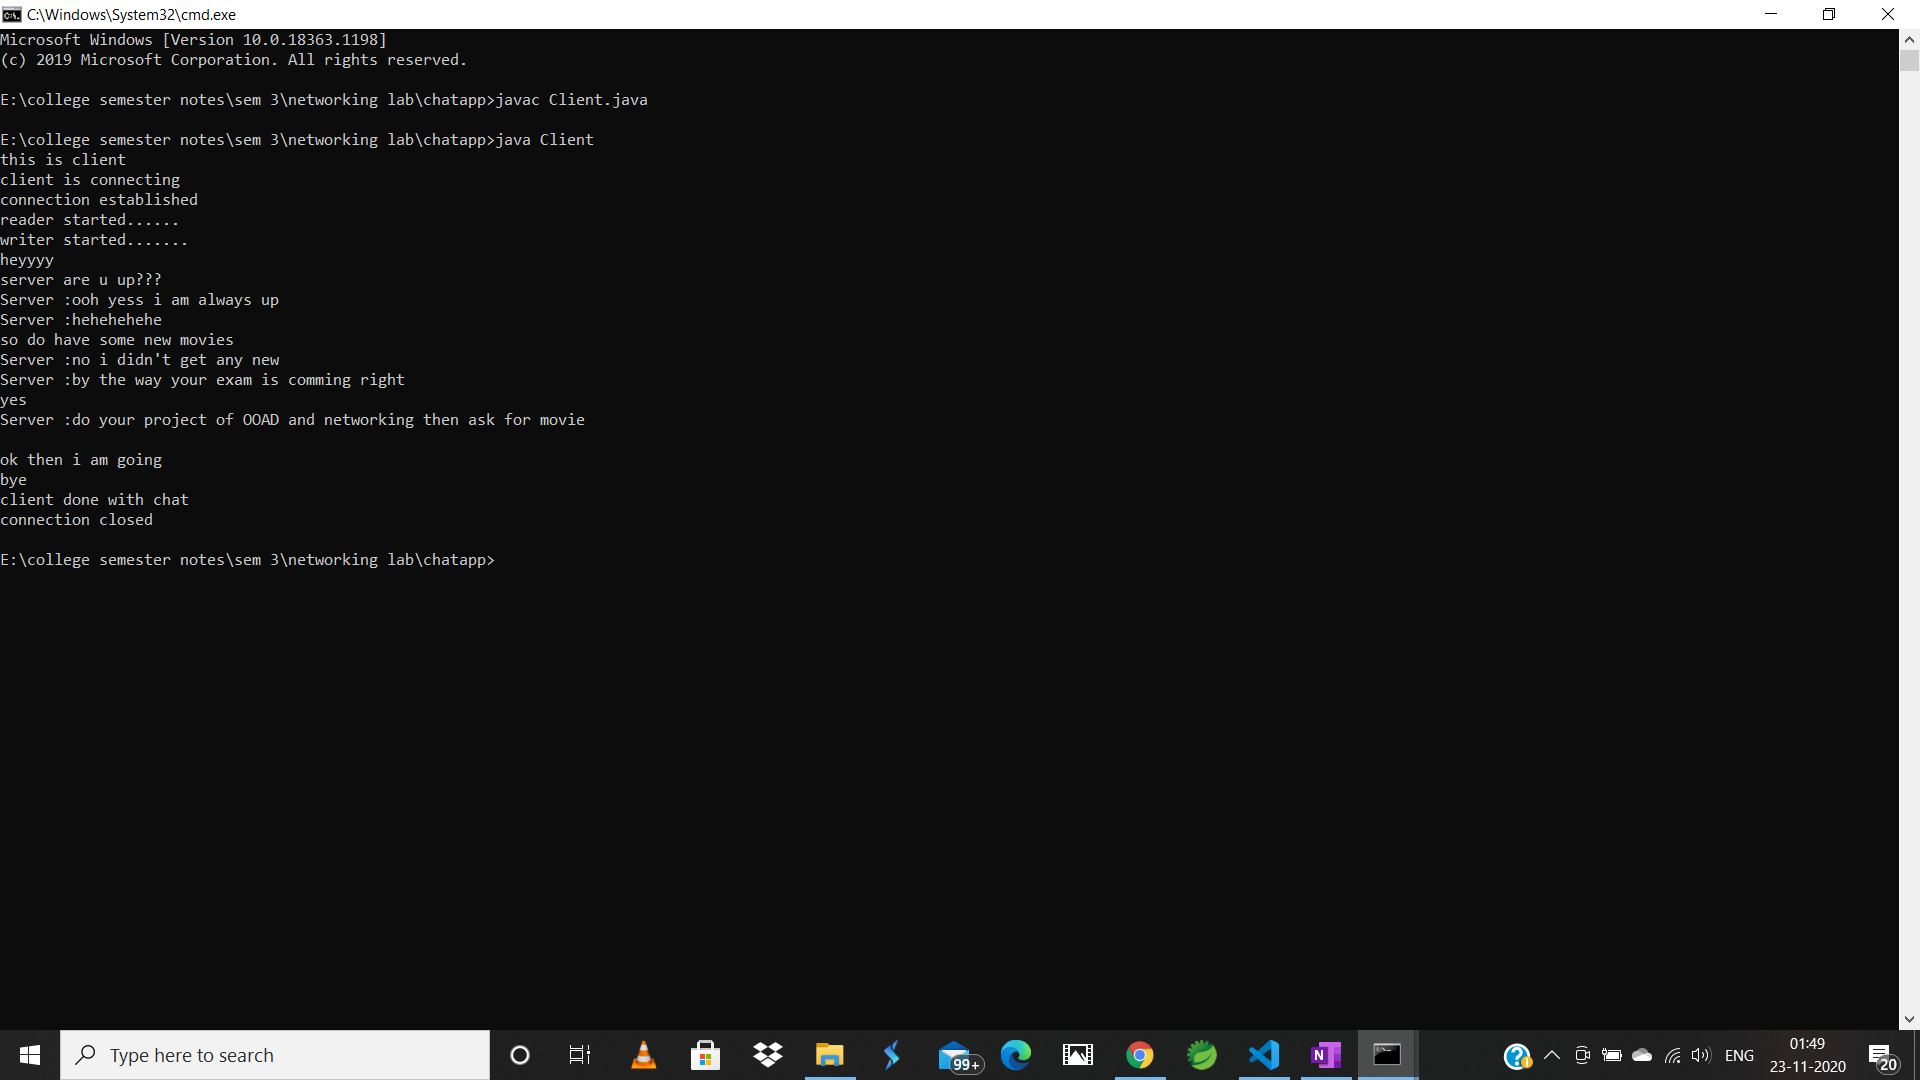 C:\Windows\System32\cmd.exe
Microsoft Windows [Version 10.0.18363.1198]
(c) 2019 Microsoft Corporation. All rights reserved.
E:\college semester notes\sem 3\networking lab\chatapp>javac Client.java
E:\college semester notes\sem 3\networking lab\chatapp>java Client
this is client
client is connecting
connection established
reader started......
writer started.......
heyyyy
server are u up???
Server :ooh yess i am always up
Server :hehehehehe
so do have some new movies
Server :no i didn't get any new
Server :by the way your exam is comming right
yes
Server :do your project of OOAD and networking then ask for movie
ok then i am going
bye
client done with chat
connection closed
E:\college semester notes\sem 3\networking lab\chatapp>
Type here to search
99+
N
ENG
01:49
23-11-2020
20